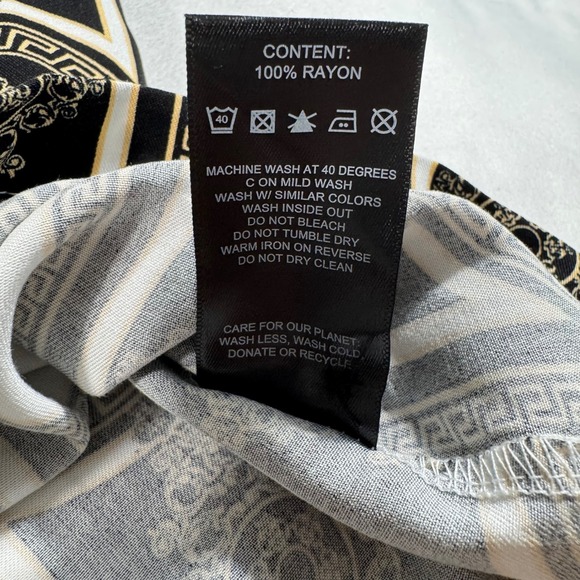 CONTENT:
100% RAYON
40
MACHINE WASH AT 40 DEGREES
C ON MILD WASH
WASH W/ SIMILAR COLORS
WASH INSIDE OUT
DO NOT BLEACH
DO NOT TUMBLE DRY
WARM IRON ON REVERSE
DO NOT DRY CLEAN
CARE FOR OUR PLANET:
WASH LESS, WASH COLD,
DONATE OR RECYCLE